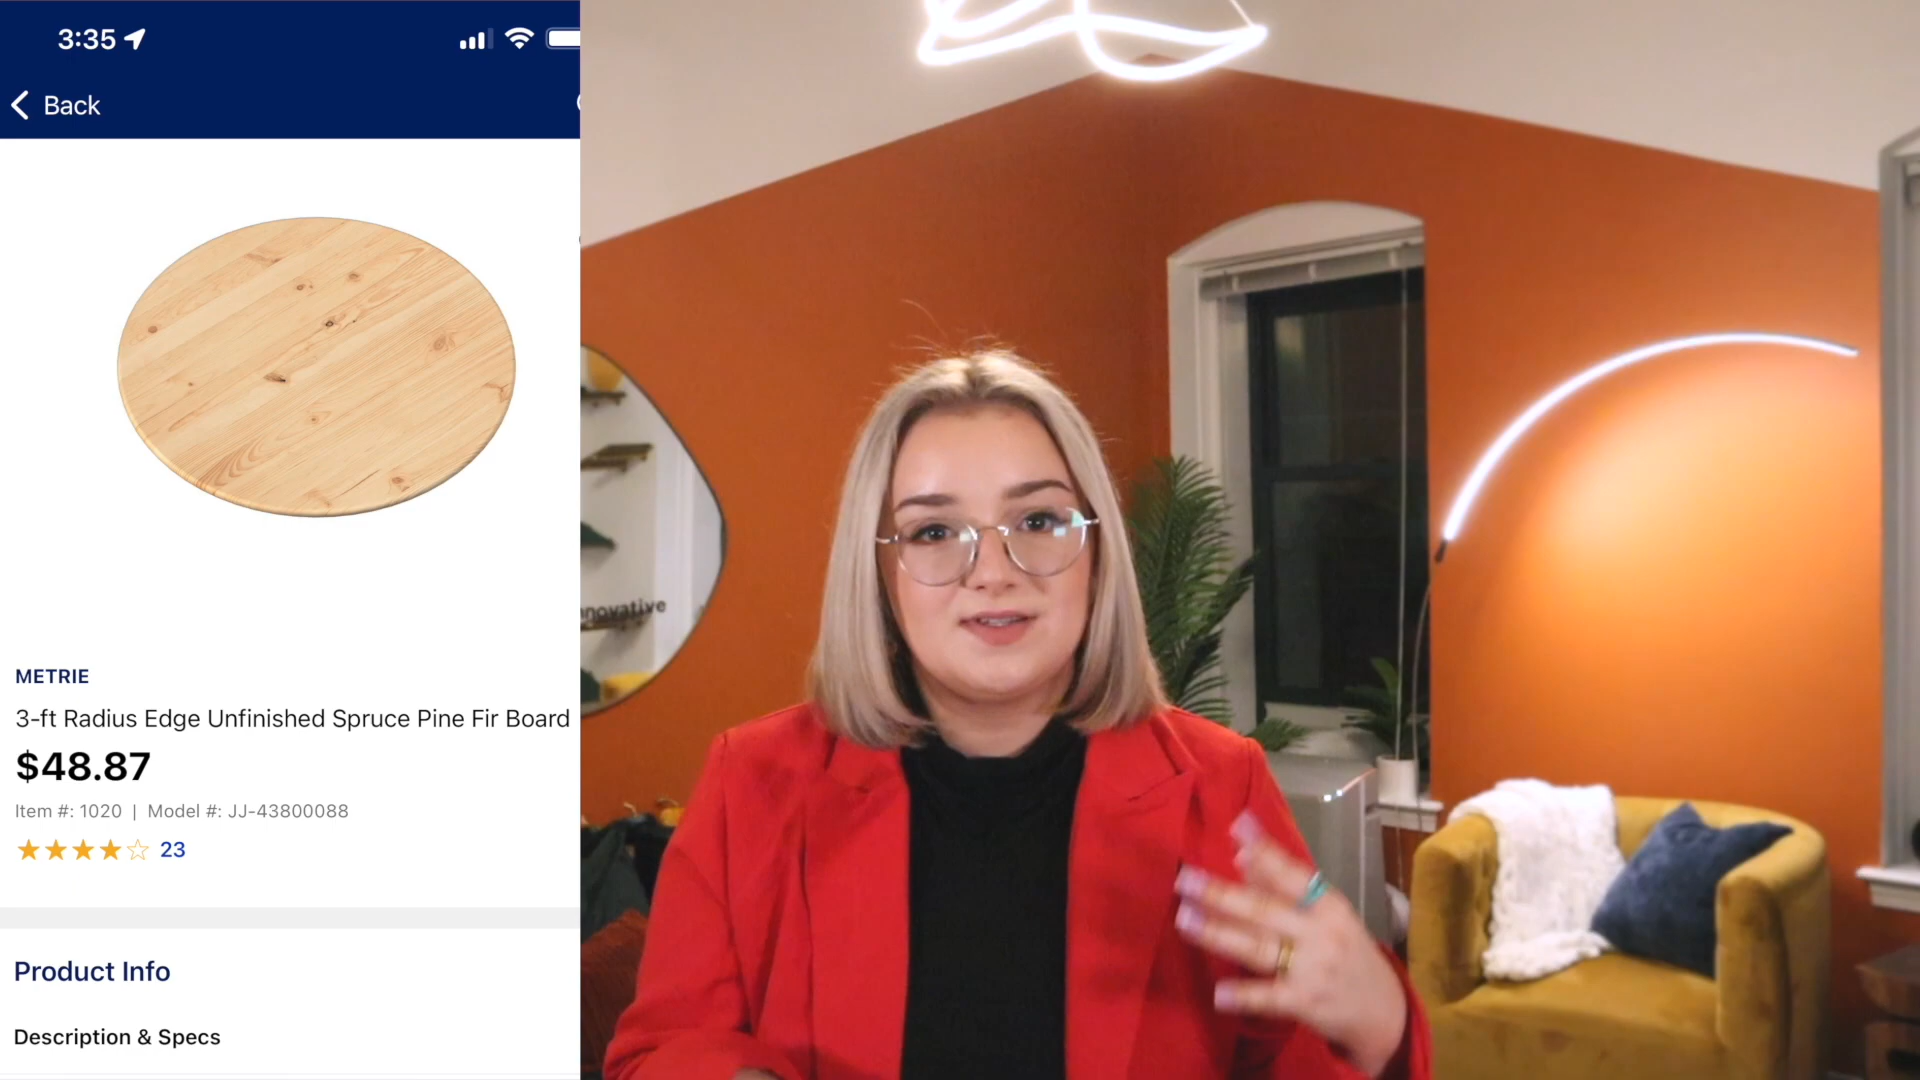 3:35
Back
METRIE
3-ft Radius Edge Unfinished Spruce Pine Fir Board
$48.87
Item #: 1020 | Model #: JJ-43800088
23
Product Info
Description & Specs
nnovative